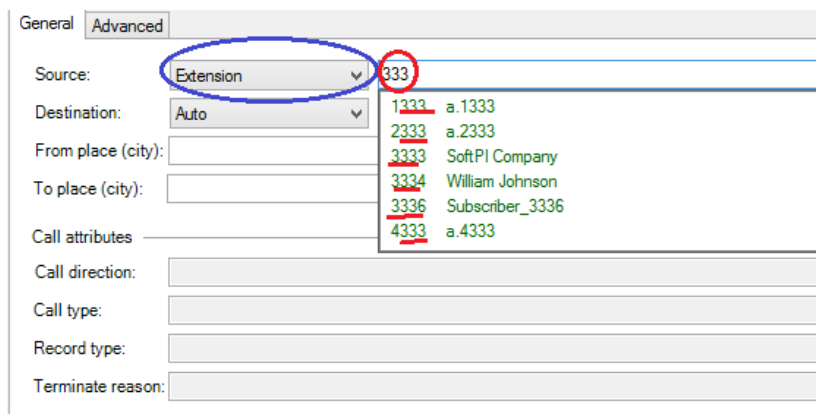 General Advanced
Source: Extension 333
1333 a.1333
Destination: Auto
2333 a.2333
3333 SoftPI Company
From place (city):
3334 William Johnson
To place (city):
3336 Subscriber_3336
4333 a.4333
Call attributes
Call direction:
Call type:
Record type:
Terminate reason: